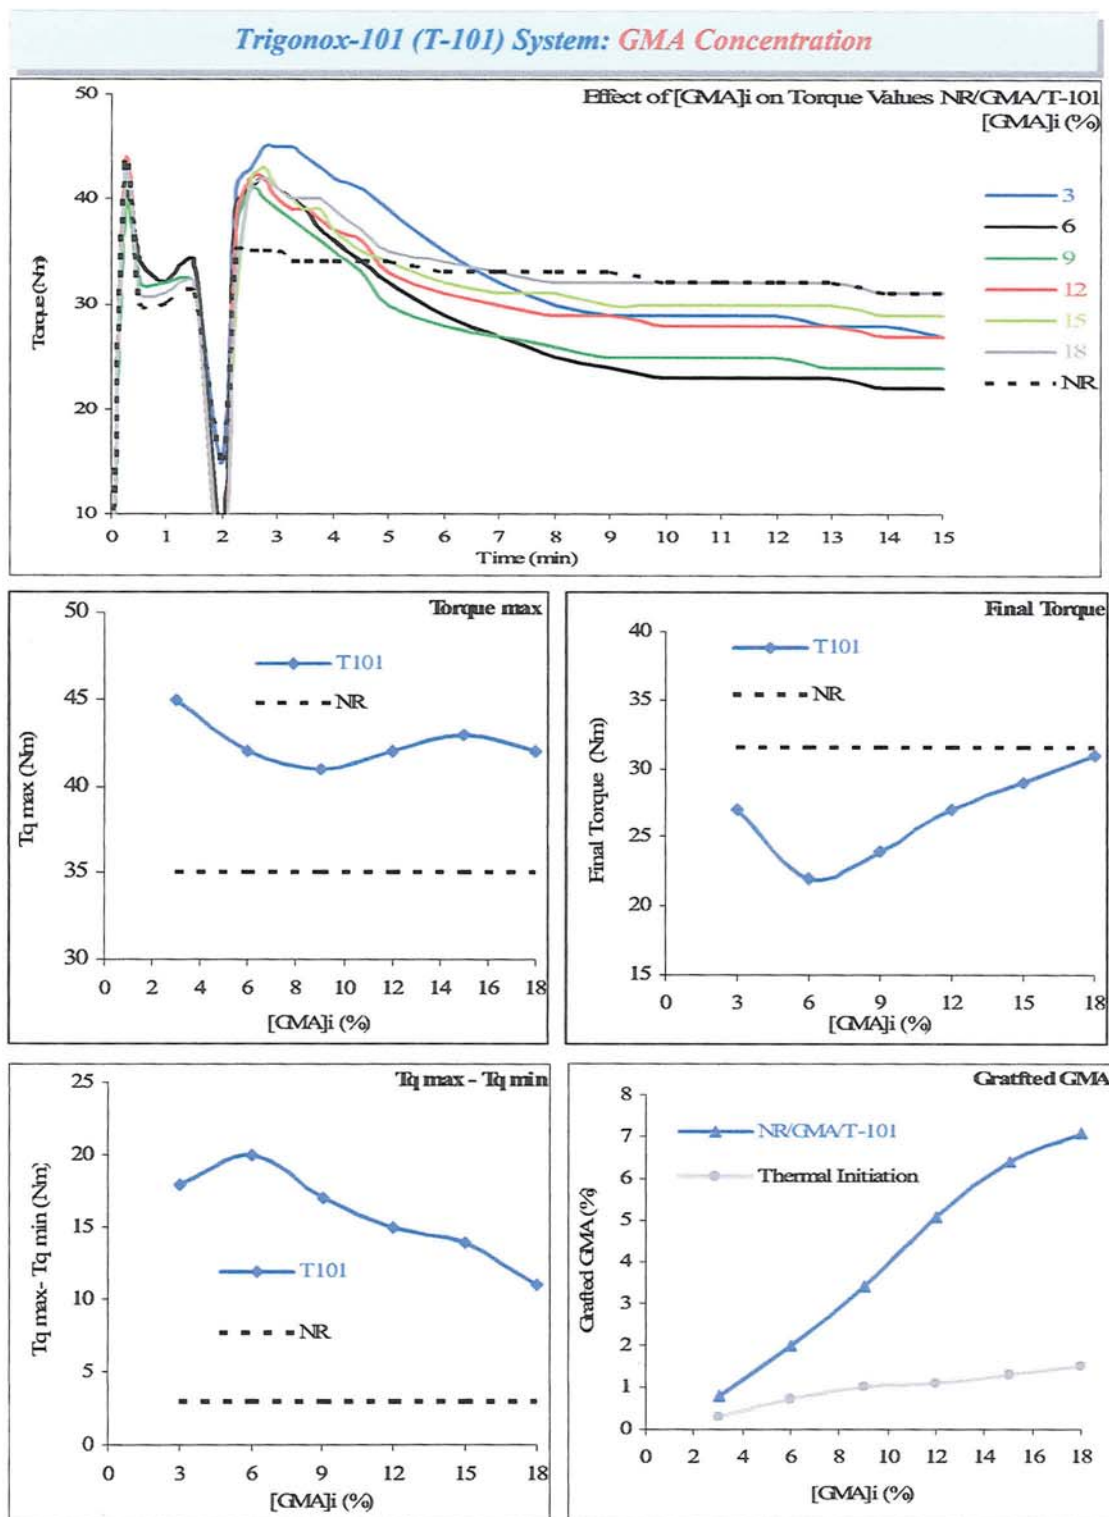 Trigonox-101 (T-101) System: GMA Concentration
Effect of [GMA]i on Torque Values NR/GMA/T-101
[GMA]i (%)
50
40
30
20
10
Torque (Nm)
3
6
9
12
15
18
NR
0 1 2 3 4 5 6 7 8 9 10 11 12 13 14 15
Time (min)
Torque max
50
45
40
35
30
Tq max (Nm)
T101
NR
0 2 4 6 8 10 12 14 16 18
[GMA]i (%)
Final Torque
40
35
30
25
20
15
Final Torque (Nm)
T101
NR
0 3 6 9 12 15 18
[GMA]i (%)
Tq max - Tq min
25
20
15
10
5
0
Tq max- Tq min (Nm)
T101
NR
0 3 6 9 12 15 18
[GMA]i (%)
Gratfted GMA
8
7
6
5
4
3
2
1
0
Grafted GMA (%)
NR/GMA/T-101
Thermal Initiation
0 2 4 6 8 10 12 14 16 18
[GMA]i (%)